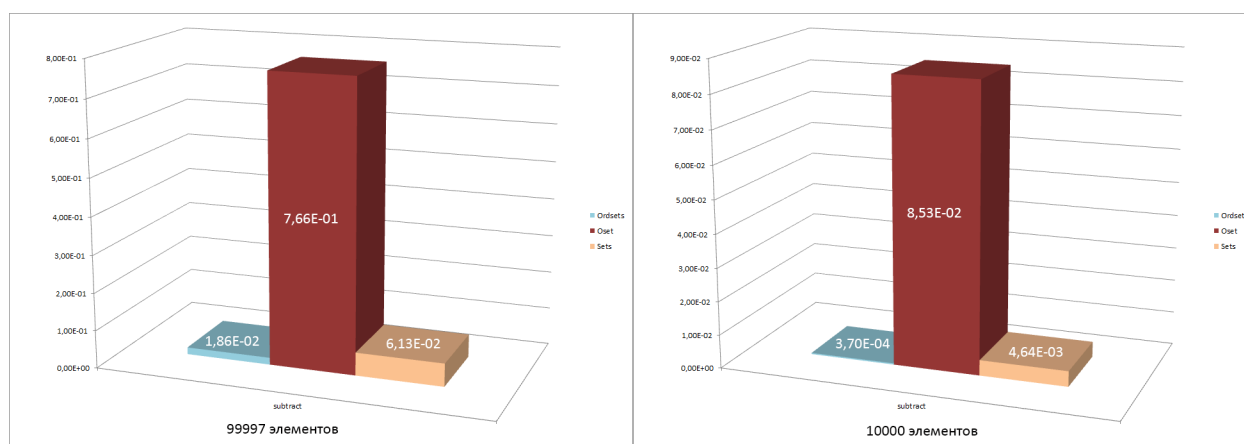 8,00E-01
7,00E-01
6,00E-01
5,00E-01
4,00E-01
3,00E-01
2,00E-01
1,00E-01
0,00E+00
1,86E-02
7,66E-01
6,13E-02
subtract
99997 элементов
Ordsets
Oset
Sets
9,00E-02
8,00E-02
7,00E-02
6,00E-02
5,00E-02
4,00E-02
3,00E-02
2,00E-02
1,00E-02
0,00E+00
3,70E-04
8,53E-02
4,64E-03
subtract
10000 элементов
Ordsets
Oset
Sets